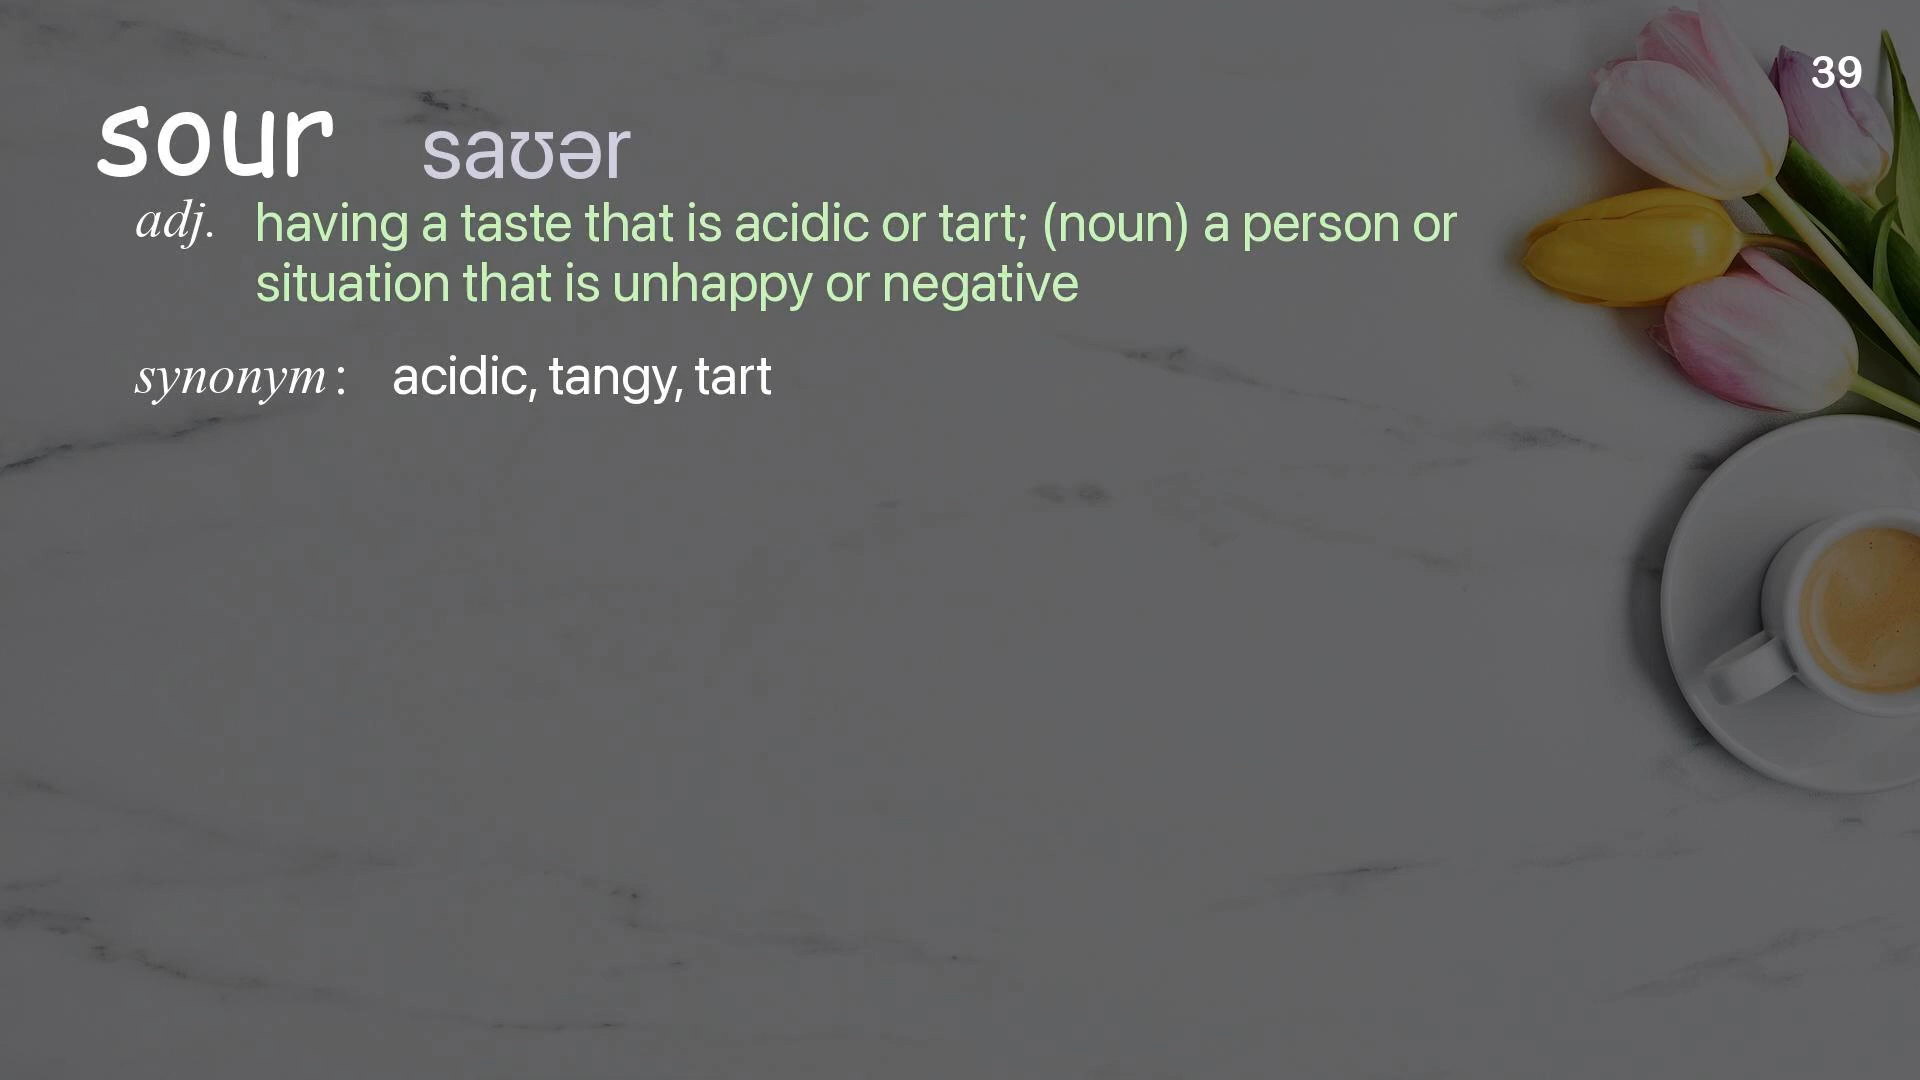 39
sour saʊər
adj. having a taste that is acidic or tart; (noun) a person or
situation that is unhappy or negative
synonym: acidic, tangy, tart